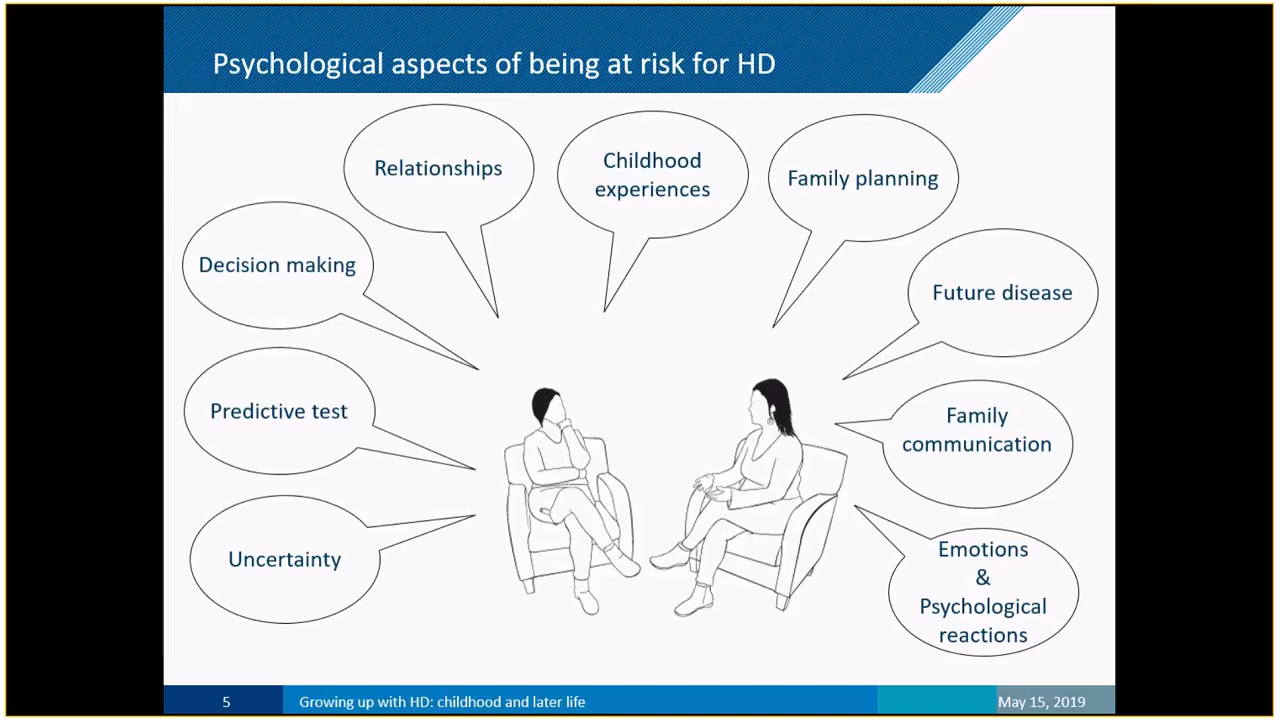 Psychological aspects of being at risk for HD
Relationships
Childhood
experiences
Family planning
Decision making
Future disease
Predictive test
Family
communication
Uncertainty
Emotions
&
Psychological
reactions
5
Growing up with HD: childhood and later life
May 15, 2019